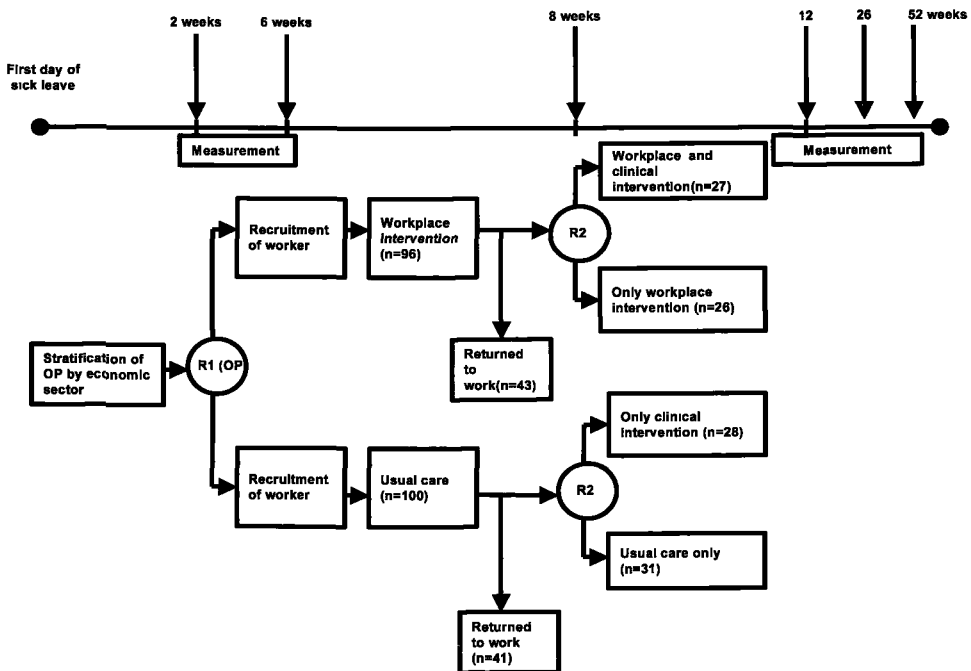 2 weeks
6 weeks
8 weeks
12
26
52 weeks
First day of
sick leave
Measurement
Measurement
Workplace and
clinical
intervention(n=27)
Recruitment
of worker
Workplace
Intervention
(n=96)
R2
Only workplace
intervention (n=26)
Stratification of
OP by economic
sector
R1 (OP
Returned
to
work(n=43)
Only clinical
intervention (n=28)
Recruitment
of worker
Usual care
(n=100)
R2
Usual care only
(n=31)
Returned
to work
(n=41)